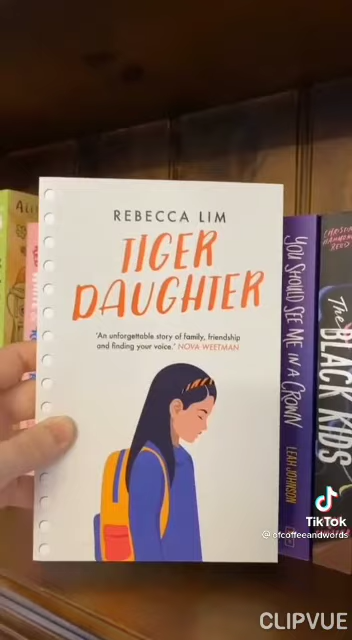 REBECCA LIM
TIGER
DAUGHTER
'An unforgettable story of family, friendship
and finding your voice.' NOVA WEETMAN
YOU SHOULD SEE ME IN A CROWN
LEAH JOHNSON
The
BLACK KIDS
TikTok
@ofcoffeeandwords
CLIPVUE